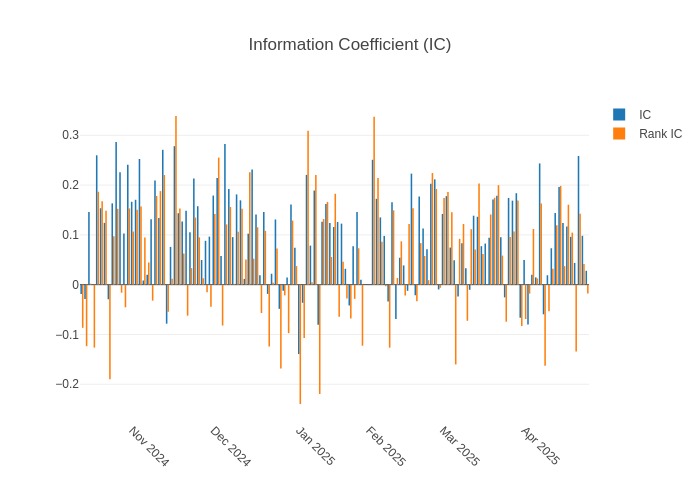 Information Coefficient (IC)
IC
Rank IC
0.3
0.2
0.1
0
−0.1
−0.2
Nov 2024
Dec 2024
Jan 2025
Feb 2025
Mar 2025
Apr 2025